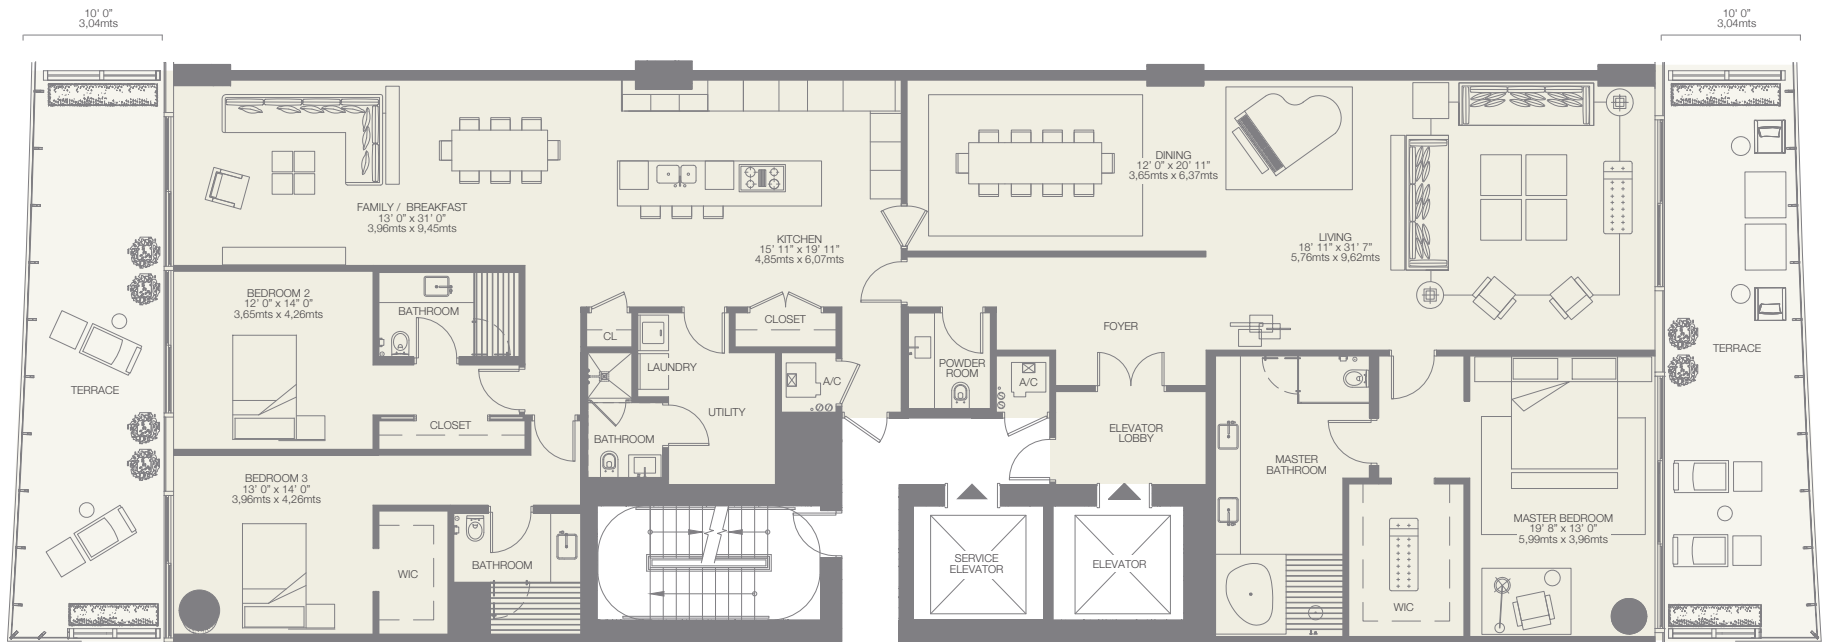 10' 0"
3,04mts
10' 0"
3,04mts
DINING
12' 0" x 20' 11"
3,65mts x 6,37mts
FAMILY / BREAKFAST
13' 0" x 31' 0"
3,96mts x 9,45mts
KITCHEN
15' 11" x 19' 11"
4,85mts x 6,07mts
LIVING
18' 11" x 31' 7"
5,76mts x 9,62mts
BEDROOM 2
12' 0" x 14' 0"
3,65mts x 4,26mts
BATHROOM
CL
CLOSET
FOYER
TERRACE
LAUNDRY
A/C
POWDER
ROOM
A/C
TERRACE
CLOSET
UTILITY
BATHROOM
ELEVATOR
LOBBY
MASTER
BATHROOM
BEDROOM 3
13' 0" x 14' 0"
3,96mts x 4,26mts
MASTER BEDROOM
19' 8" x 13' 0"
5,99mts x 3,96mts
WIC
BATHROOM
SERVICE
ELEVATOR
ELEVATOR
WIC